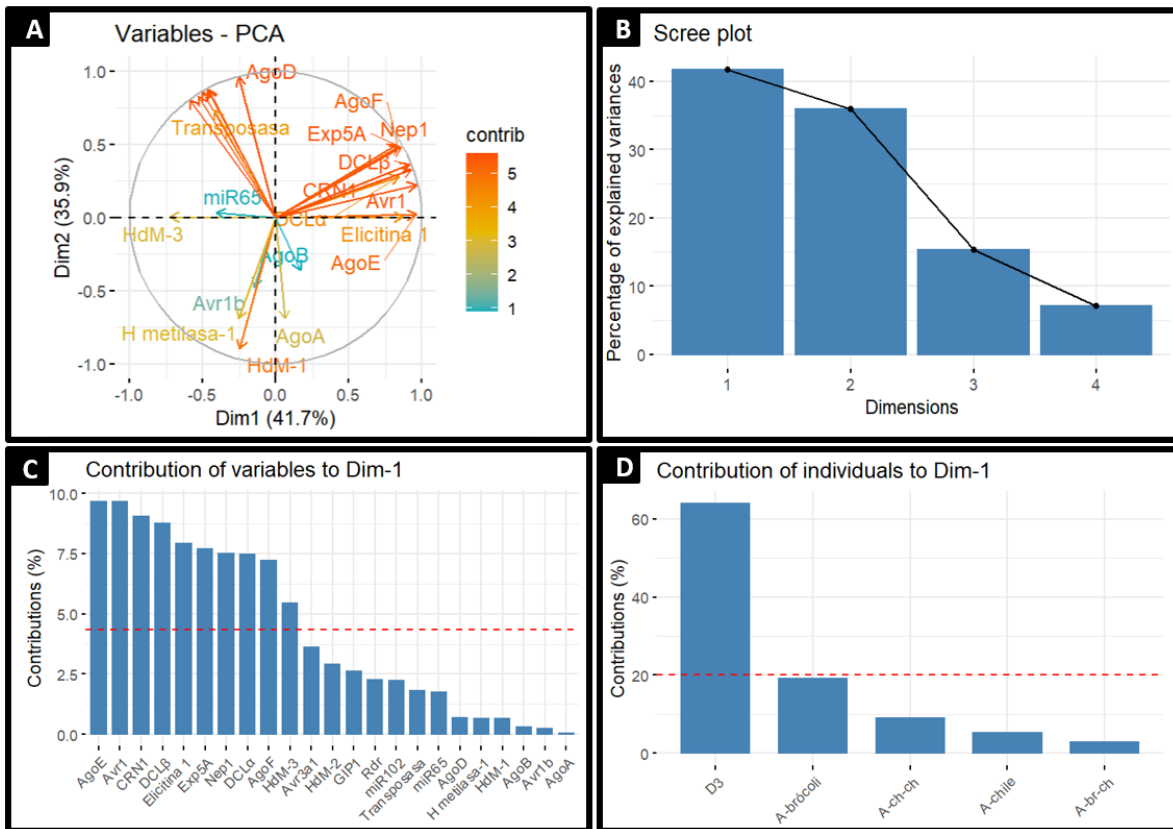 A
Variables - PCA
1.0
0.5
0.0
-0.5
-1.0
Dim2 (35.9%)
AgoD
AgoF
Transposasa
Exp5A
Nep1
DCLβ
CRN1
miR65
Avr1
DCLα
HdM-3
Elicitina 1
AgoB
AgoE
Avr1b
H metilasa-1
AgoA
HdM-1
-1.0
-0.5
0.0
0.5
1.0
Dim1 (41.7%)
contrib
5
4
3
2
1
B
Scree plot
Percentage of explained variances
40
30
20
10
0
1
2
3
4
Dimensions
C
Contribution of variables to Dim-1
Contributions (%)
10.0
7.5
5.0
2.5
0.0
AgoE
Avr1
CRN1
DCLβ
Elicitina 1
Exp5A
Nep1
DCLα
AgoF
HdM-3
Avr3a1
HdM-2
GIP1
Rdr
miR102
Transposasa
miR65
AgoD
H metilasa-1
HdM-1
AgoB
Avr1b
AgoA
D
Contribution of individuals to Dim-1
Contributions (%)
60
40
20
0
D3
A-brócoli
A-ch-ch
A-chile
A-br-ch